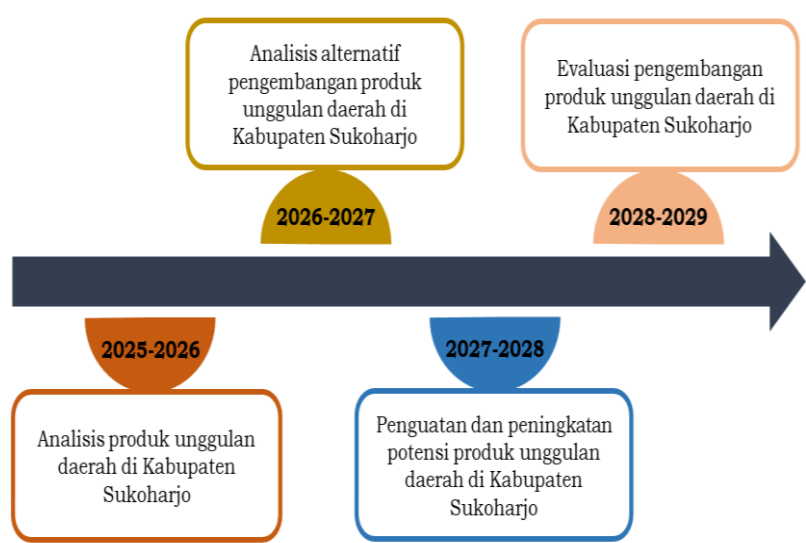 Analisis alternatif
pengembangan produk
unggulan daerah di
Kabupaten Sukoharjo
2026-2027
Evaluasi pengembangan
produk unggulan daerah di
Kabupaten Sukoharjo
2028-2029
2025-2026
Analisis produk unggulan
daerah di Kabupaten
Sukoharjo
2027-2028
Penguatan dan peningkatan
potensi produk unggulan
daerah di Kabupaten
Sukoharjo